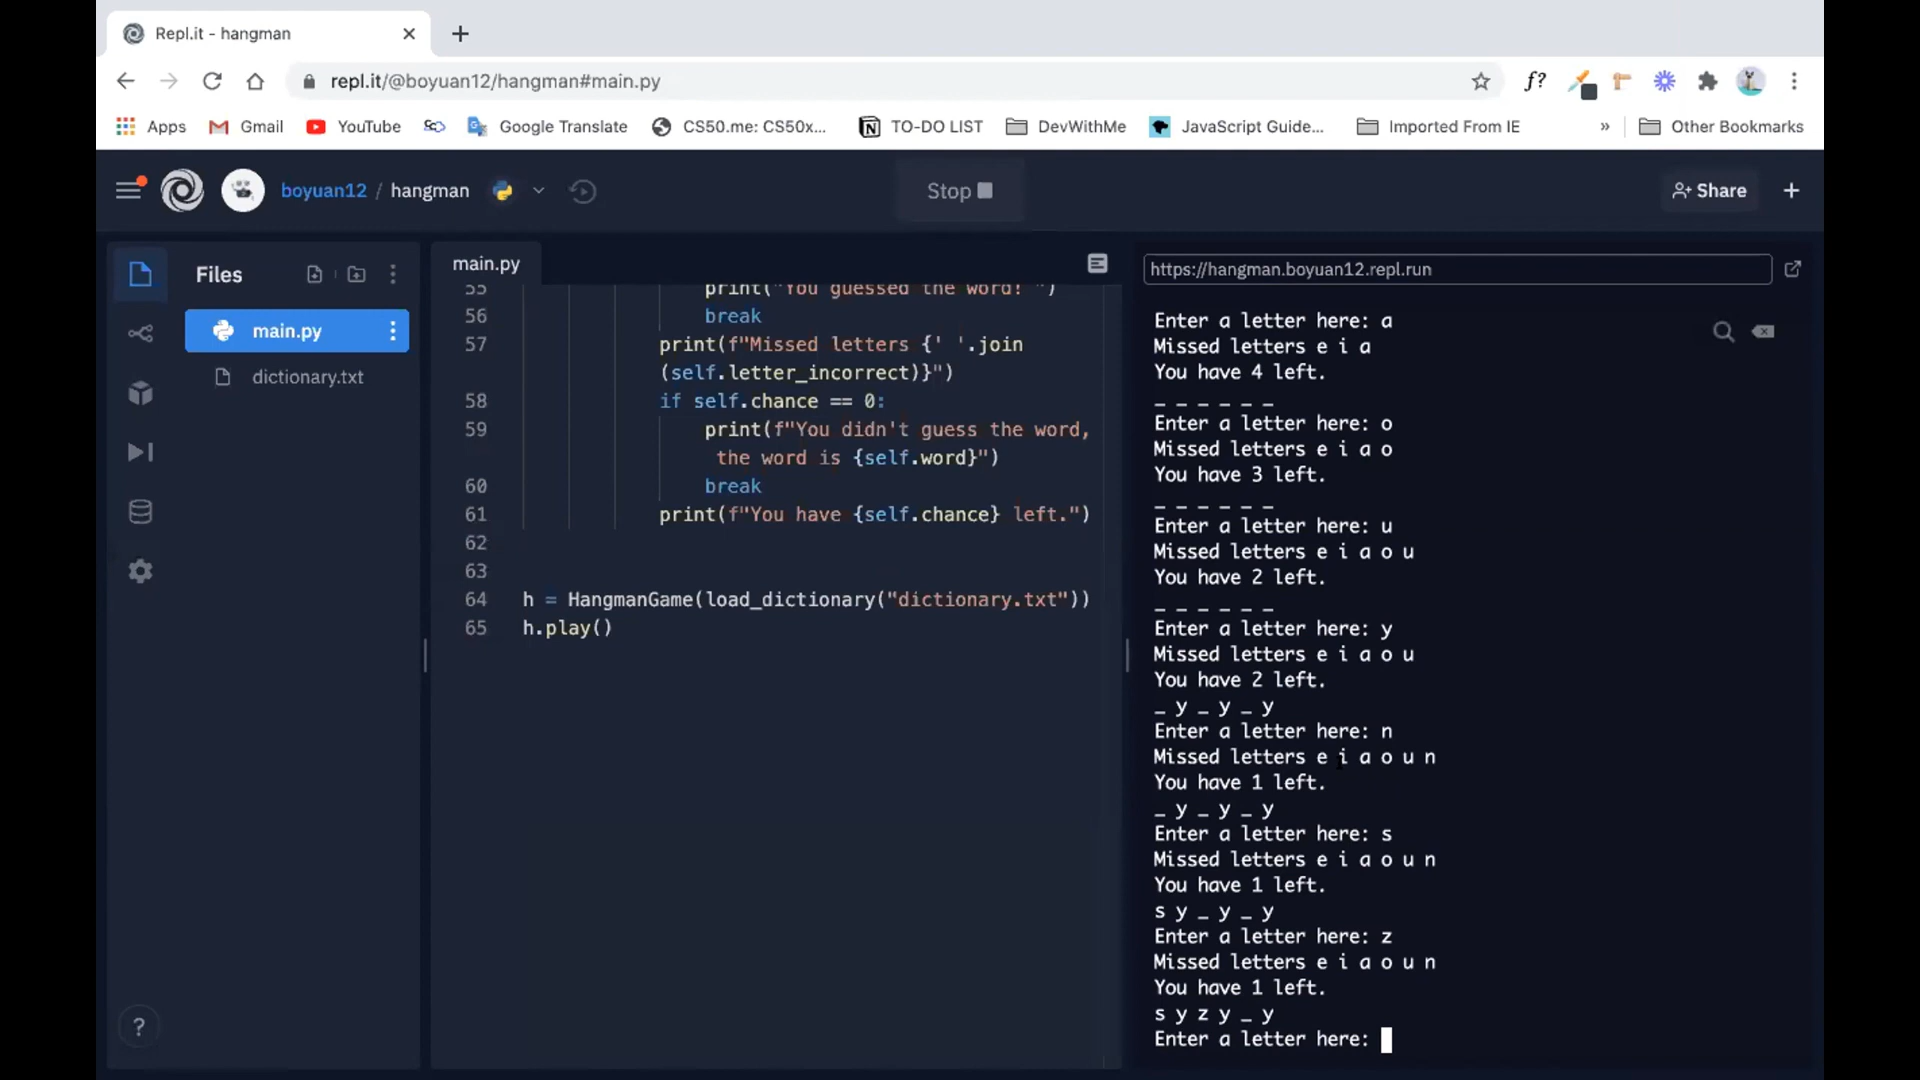 Repl.it - hangman
repl.it/@boyuan12/hangman#main.py
f?
Apps
Gmail
YouTube
Google Translate
CS50.me: CS50x...
TO-DO LIST
DevWithMe
JavaScript Guide...
Imported From IE
»
Other Bookmarks
boyuan12 / hangman
Stop
Share
Files
main.py
dictionary.txt
main.py
55 print("You guessed the word! ")
56 break
57 print(f"Missed letters {' '.join
(self.letter_incorrect)}")
58 if self.chance == 0:
59 print(f"You didn't guess the word,
the word is {self.word}")
60 break
61 print(f"You have {self.chance} left.")
62
63
64 h = HangmanGame(load_dictionary("dictionary.txt"))
65 h.play()
https://hangman.boyuan12.repl.run
Enter a letter here: a
Missed letters e i a
You have 4 left.
_ _ _ _ _ _
Enter a letter here: o
Missed letters e i a o
You have 3 left.
_ _ _ _ _ _
Enter a letter here: u
Missed letters e i a o u
You have 2 left.
_ _ _ _ _ _
Enter a letter here: y
Missed letters e i a o u
You have 2 left.
_ y _ y _ y
Enter a letter here: n
Missed letters e i a o u n
You have 1 left.
_ y _ y _ y
Enter a letter here: s
Missed letters e i a o u n
You have 1 left.
s y _ y _ y
Enter a letter here: z
Missed letters e i a o u n
You have 1 left.
s y z y _ y
Enter a letter here:
?